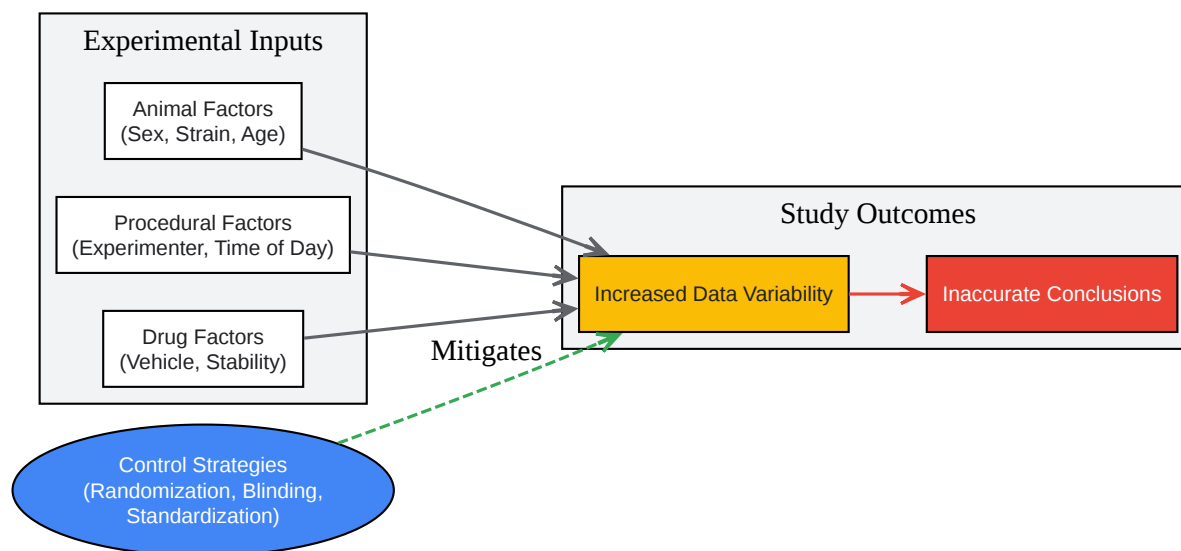 Experimental Inputs
Animal Factors
(Sex, Strain, Age)
Procedural Factors
(Experimenter, Time of Day)
Drug Factors
(Vehicle, Stability)
Study Outcomes
Increased Data Variability
Inaccurate Conclusions
Mitigates
Control Strategies
(Randomization, Blinding,
Standardization)